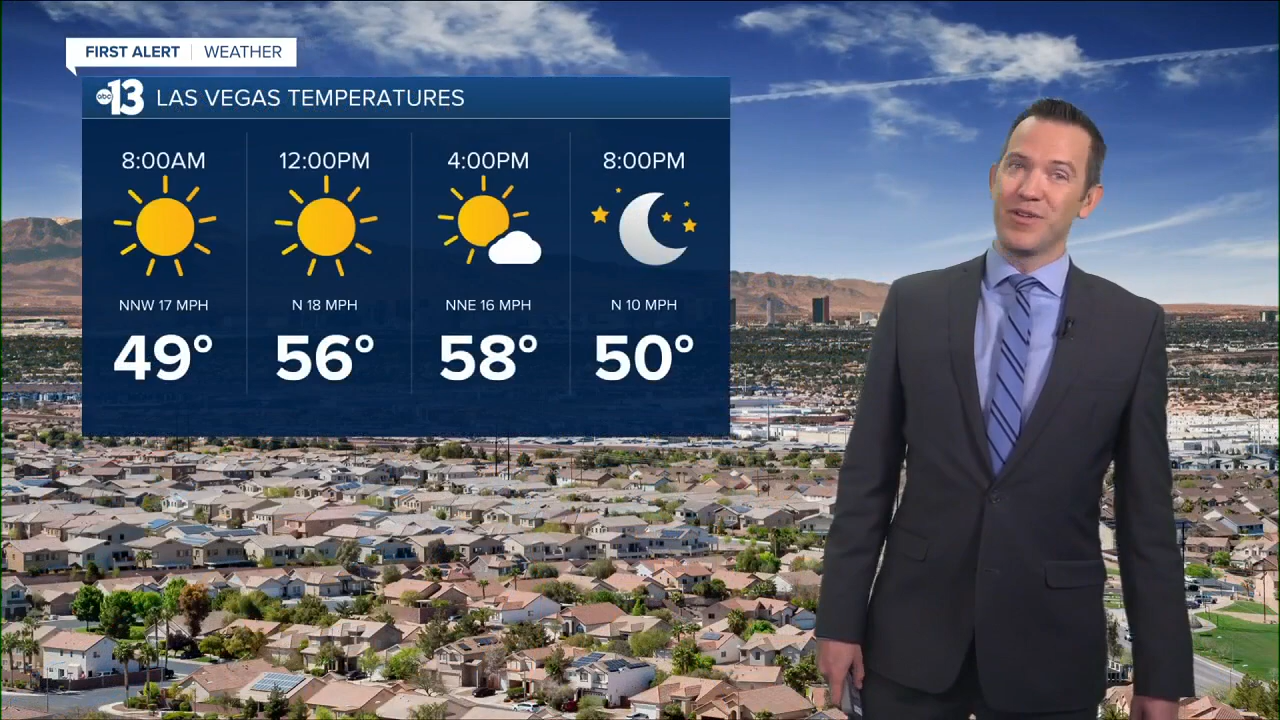 FIRST ALERT | WEATHER
abc 13 LAS VEGAS TEMPERATURES
8:00AM 12:00PM 4:00PM 8:00PM
NNW 17 MPH N 18 MPH NNE 16 MPH N 10 MPH
49° 56° 58° 50°